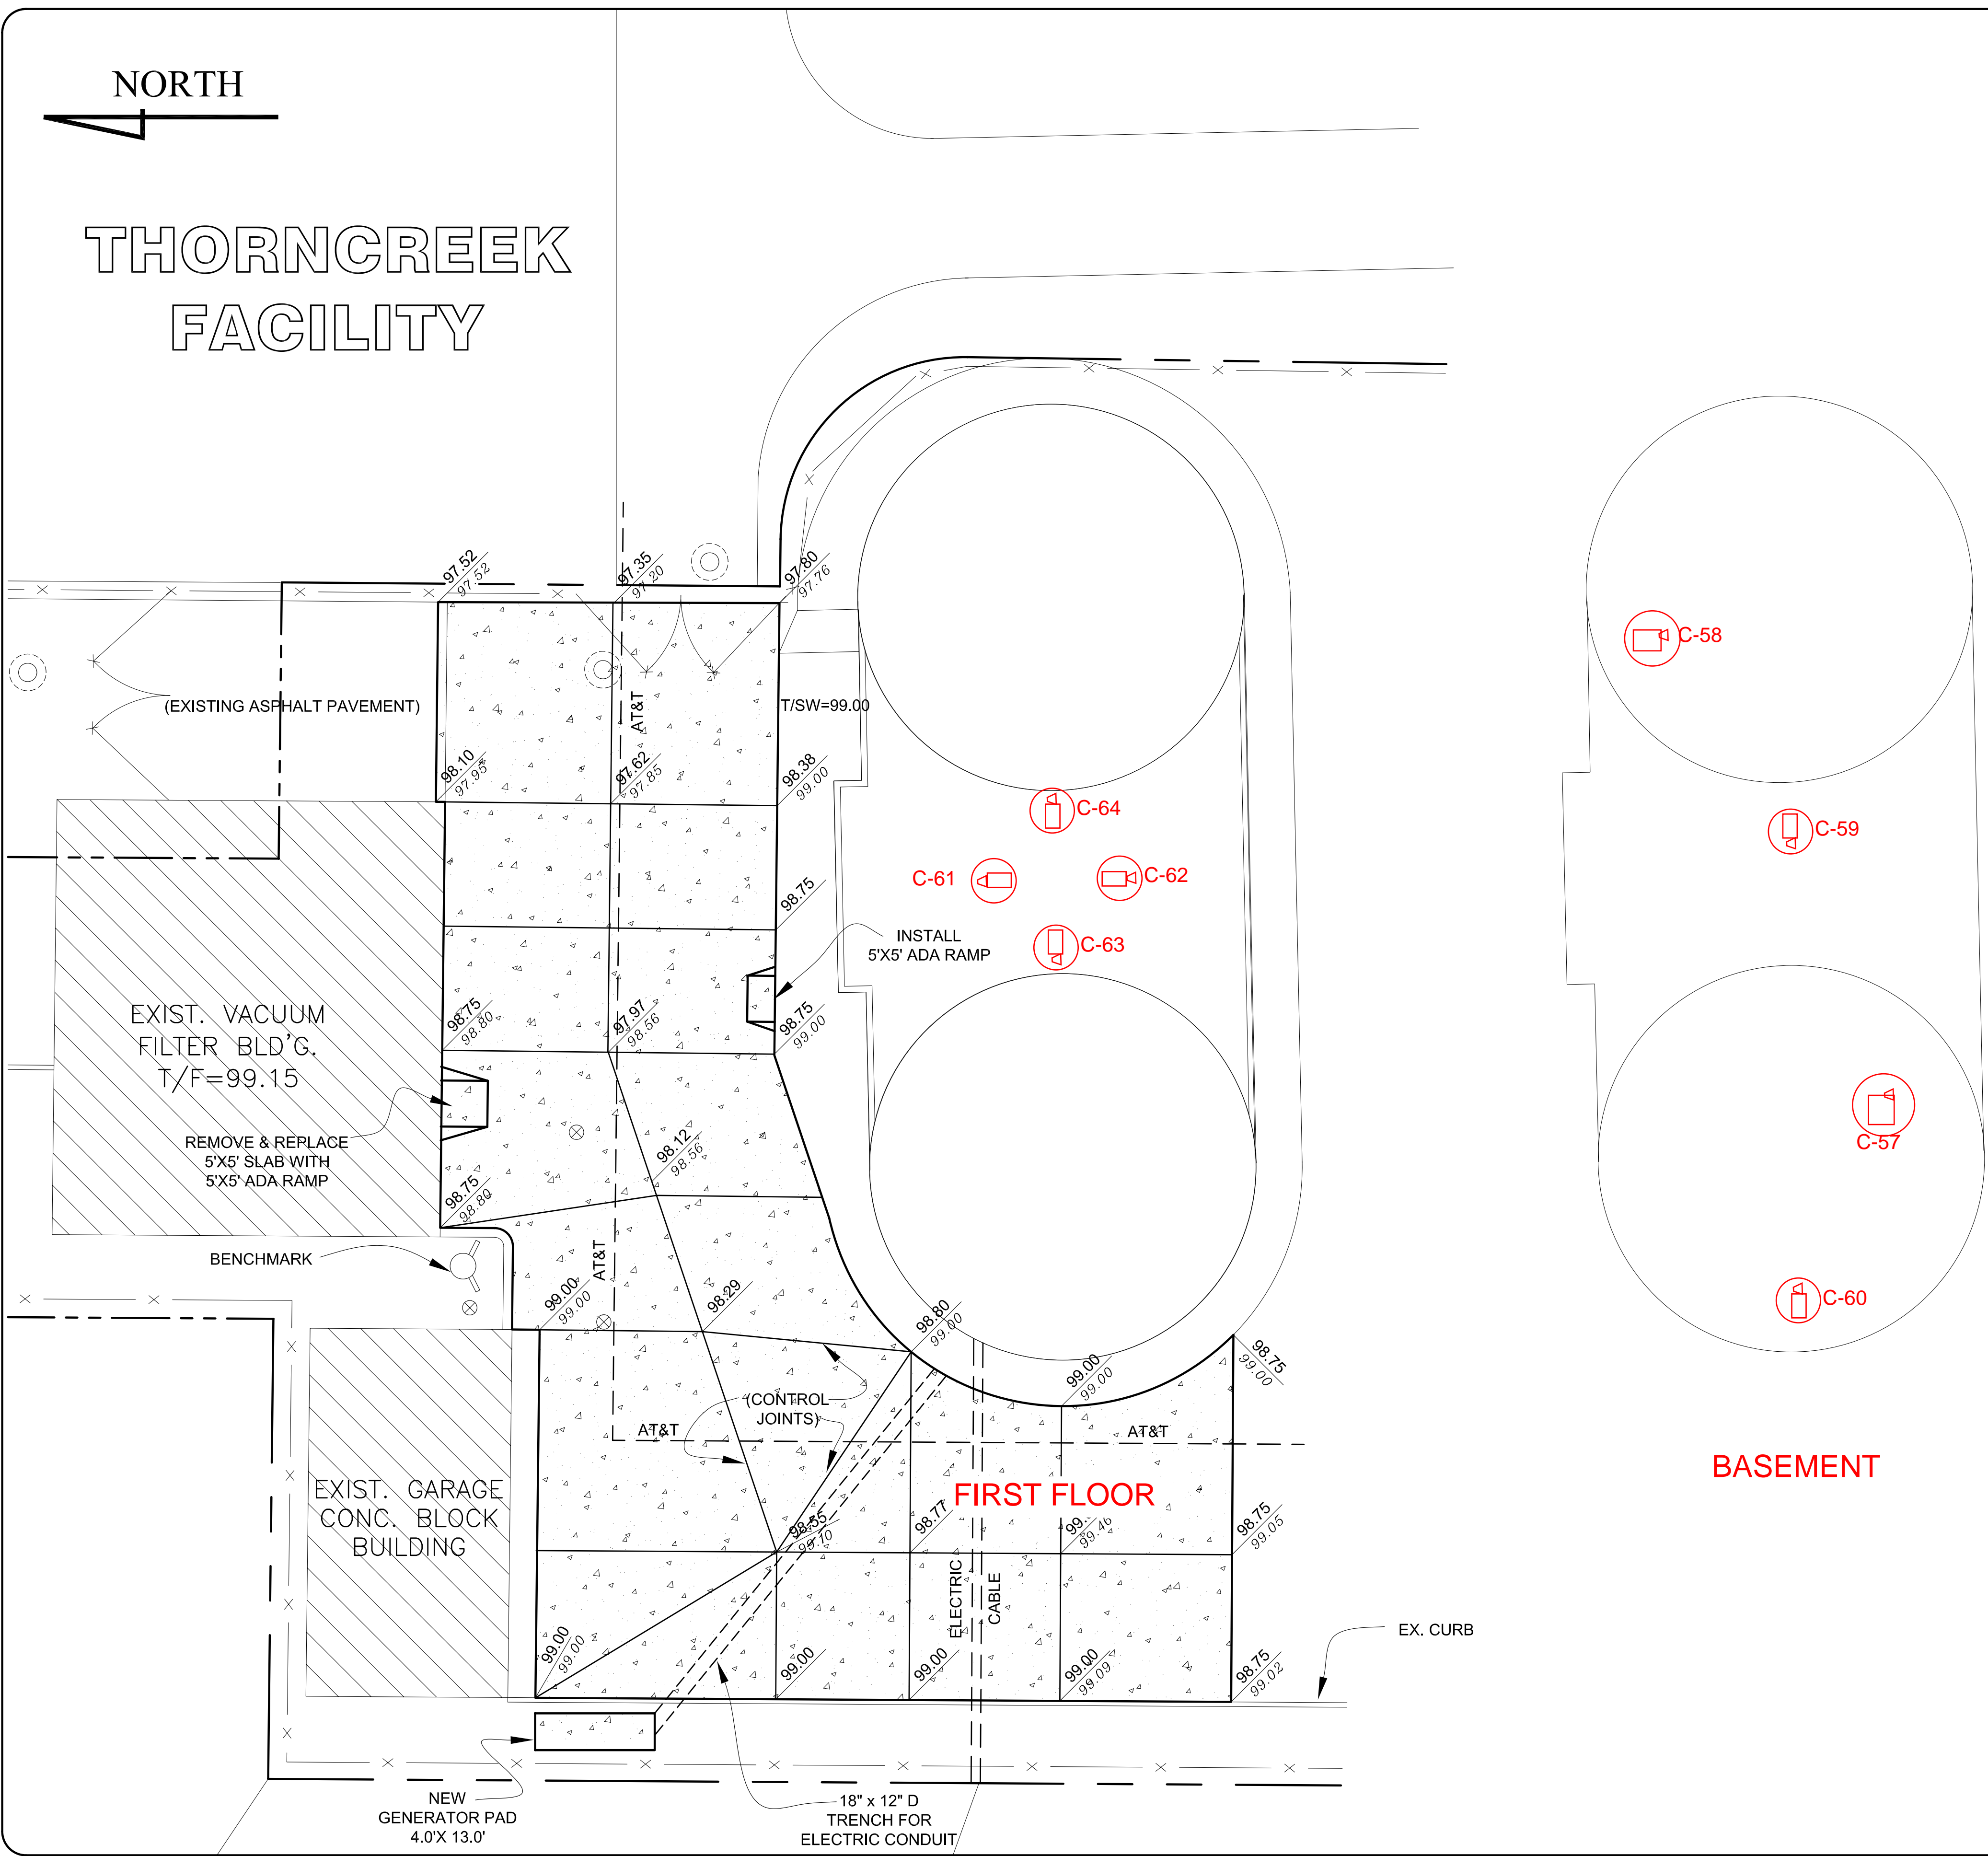 NORTH
THORNCREEK
FACILITY
97.52
97.52
97.35
97.20
97.80
97.76
(EXISTING ASPHALT PAVEMENT)
AT&T
T/SW=99.00
C-58
98.10
97.95
97.62
97.85
98.38
99.00
C-64
C-59
C-61
C-62
98.75
INSTALL
5'X5' ADA RAMP
C-63
EXIST. VACUUM
FILTER BLD'G.
T/F=99.15
98.75
98.80
97.97
98.56
98.75
99.00
REMOVE & REPLACE
5'X5' SLAB WITH
5'X5' ADA RAMP
98.12
98.56
C-57
98.75
98.80
BENCHMARK
AT&T
99.00
99.00
98.29
98.80
99.00
C-60
99.00
99.00
98.75
99.00
(CONTROL
JOINTS)
AT&T
AT&T
BASEMENT
EXIST. GARAGE
CONC. BLOCK
BUILDING
FIRST FLOOR
98.55
99.10
98.77
99.46
98.75
99.05
ELECTRIC
CABLE
EX. CURB
99.00
99.00
99.00
99.00
99.00
99.09
98.75
99.02
NEW
GENERATOR PAD
4.0'X 13.0'
18" x 12" D
TRENCH FOR
ELECTRIC CONDUIT